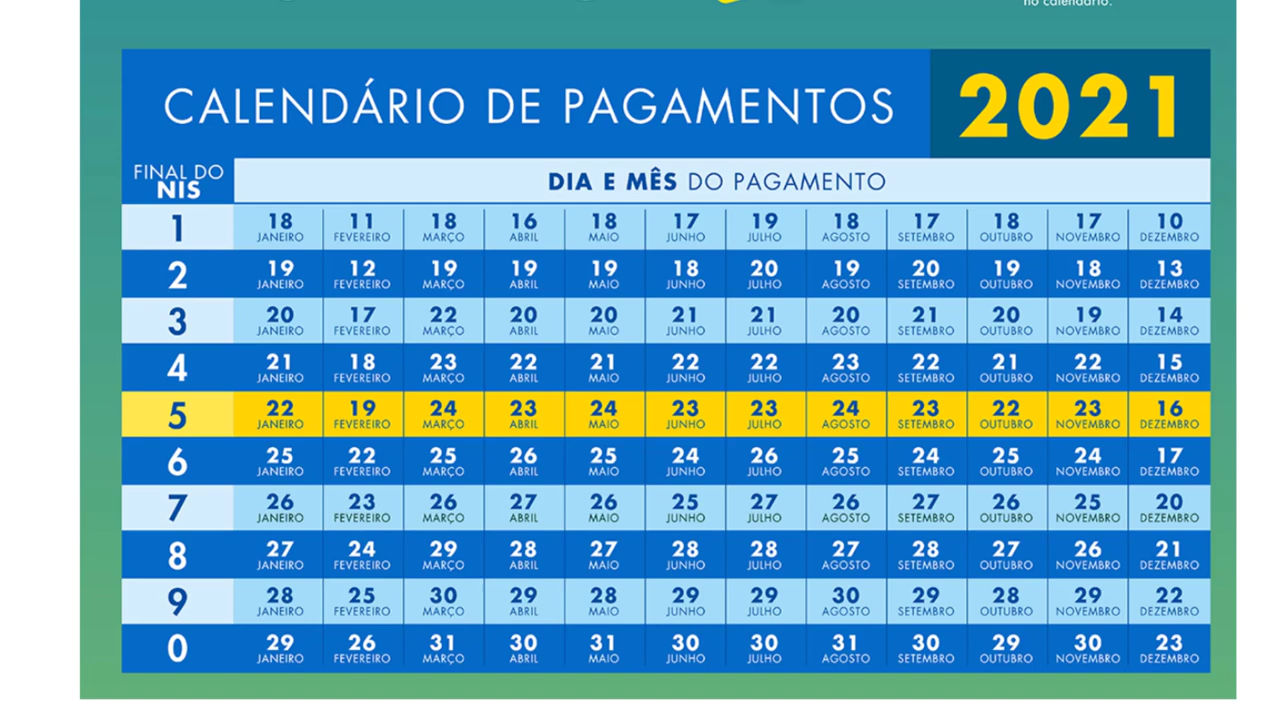 no calendário.
CALENDÁRIO DE PAGAMENTOS 2021
FINAL DO NIS
DIA E MÊS DO PAGAMENTO
1 18 JANEIRO 11 FEVEREIRO 18 MARÇO 16 ABRIL 18 MAIO 17 JUNHO 19 JULHO 18 AGOSTO 17 SETEMBRO 18 OUTUBRO 17 NOVEMBRO 10 DEZEMBRO
2 19 JANEIRO 12 FEVEREIRO 19 MARÇO 19 ABRIL 19 MAIO 18 JUNHO 20 JULHO 19 AGOSTO 20 SETEMBRO 19 OUTUBRO 18 NOVEMBRO 13 DEZEMBRO
3 20 JANEIRO 17 FEVEREIRO 22 MARÇO 20 ABRIL 20 MAIO 21 JUNHO 21 JULHO 20 AGOSTO 21 SETEMBRO 20 OUTUBRO 19 NOVEMBRO 14 DEZEMBRO
4 21 JANEIRO 18 FEVEREIRO 23 MARÇO 22 ABRIL 21 MAIO 22 JUNHO 22 JULHO 23 AGOSTO 22 SETEMBRO 21 OUTUBRO 22 NOVEMBRO 15 DEZEMBRO
5 22 JANEIRO 19 FEVEREIRO 24 MARÇO 23 ABRIL 24 MAIO 23 JUNHO 23 JULHO 24 AGOSTO 23 SETEMBRO 22 OUTUBRO 23 NOVEMBRO 16 DEZEMBRO
6 25 JANEIRO 22 FEVEREIRO 25 MARÇO 26 ABRIL 25 MAIO 24 JUNHO 26 JULHO 25 AGOSTO 24 SETEMBRO 25 OUTUBRO 24 NOVEMBRO 17 DEZEMBRO
7 26 JANEIRO 23 FEVEREIRO 26 MARÇO 27 ABRIL 26 MAIO 25 JUNHO 27 JULHO 26 AGOSTO 27 SETEMBRO 26 OUTUBRO 25 NOVEMBRO 20 DEZEMBRO
8 27 JANEIRO 24 FEVEREIRO 29 MARÇO 28 ABRIL 27 MAIO 28 JUNHO 28 JULHO 27 AGOSTO 28 SETEMBRO 27 OUTUBRO 26 NOVEMBRO 21 DEZEMBRO
9 28 JANEIRO 25 FEVEREIRO 30 MARÇO 29 ABRIL 28 MAIO 29 JUNHO 29 JULHO 30 AGOSTO 29 SETEMBRO 28 OUTUBRO 29 NOVEMBRO 22 DEZEMBRO
0 29 JANEIRO 26 FEVEREIRO 31 MARÇO 30 ABRIL 31 MAIO 30 JUNHO 30 JULHO 31 AGOSTO 30 SETEMBRO 29 OUTUBRO 30 NOVEMBRO 23 DEZEMBRO